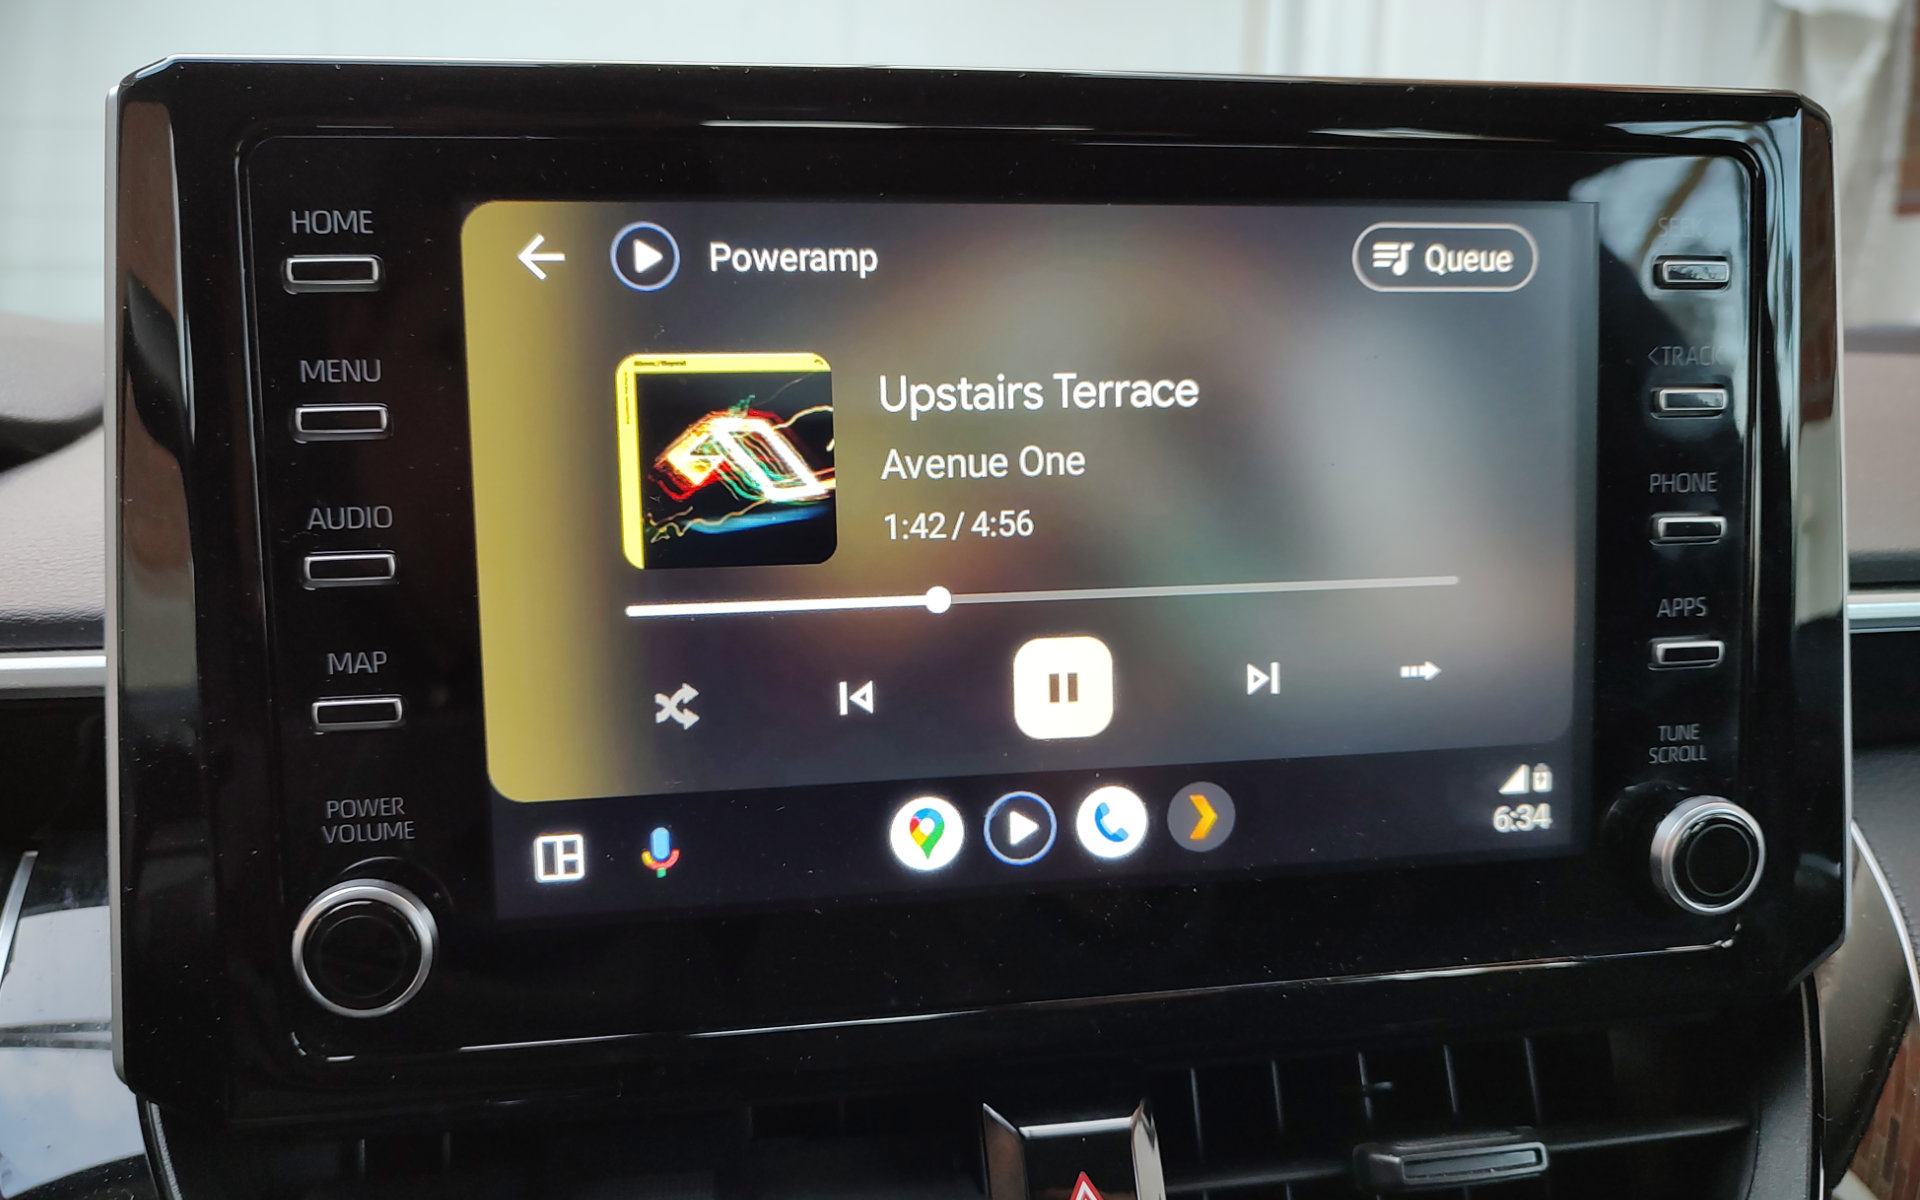 HOME
MENU
AUDIO
MAP
POWER
VOLUME
Poweramp
Queue
Upstairs Terrace
Avenue One
1:42 / 4:56
6:34
SEEK>
<TRACK
PHONE
APPS
TUNE
SCROLL